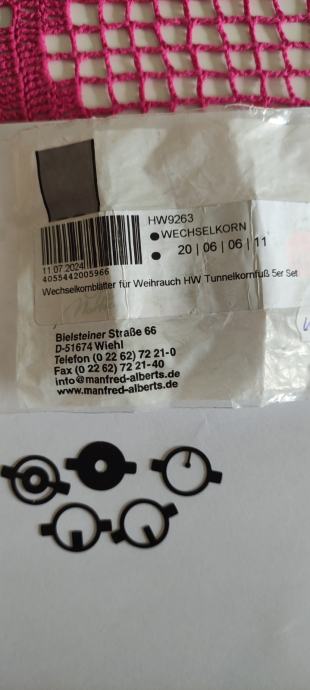 HW9263
WECHSELKORN
20 | 06 | 06 | 11
11.07.2024
4055442005966
Wechselkornblätter für Weihrauch HW Tunnelkornfuß 5er Set
Bielsteiner Straße 66
D-51674 Wiehl
Telefon (0 22 62) 72 21-0
Fax (0 22 62) 72 21-40
info@manfred-alberts.de
www.manfred-alberts.de